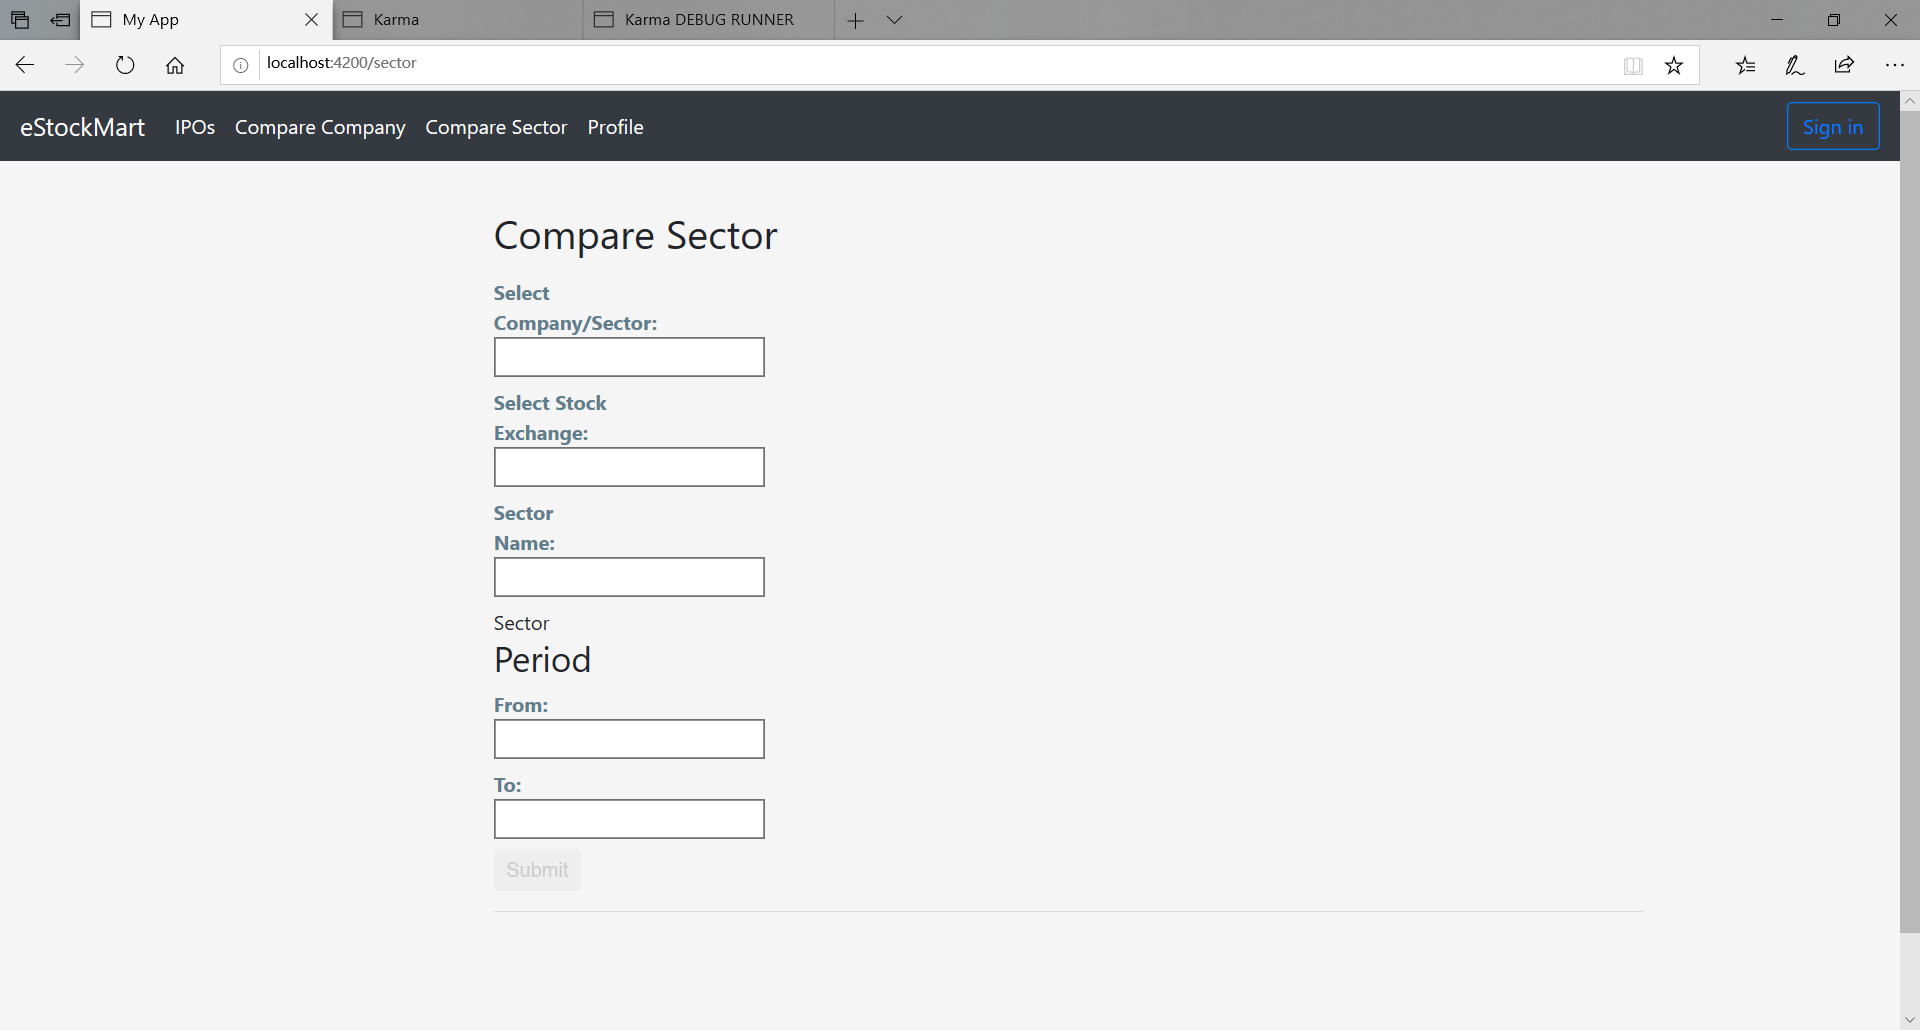 My App
Karma
Karma DEBUG RUNNER
localhost:4200/sector
eStockMart IPOs Compare Company Compare Sector Profile Sign in
Compare Sector
Select
Company/Sector:
Select Stock
Exchange:
Sector
Name:
Sector
Period
From:
To:
Submit